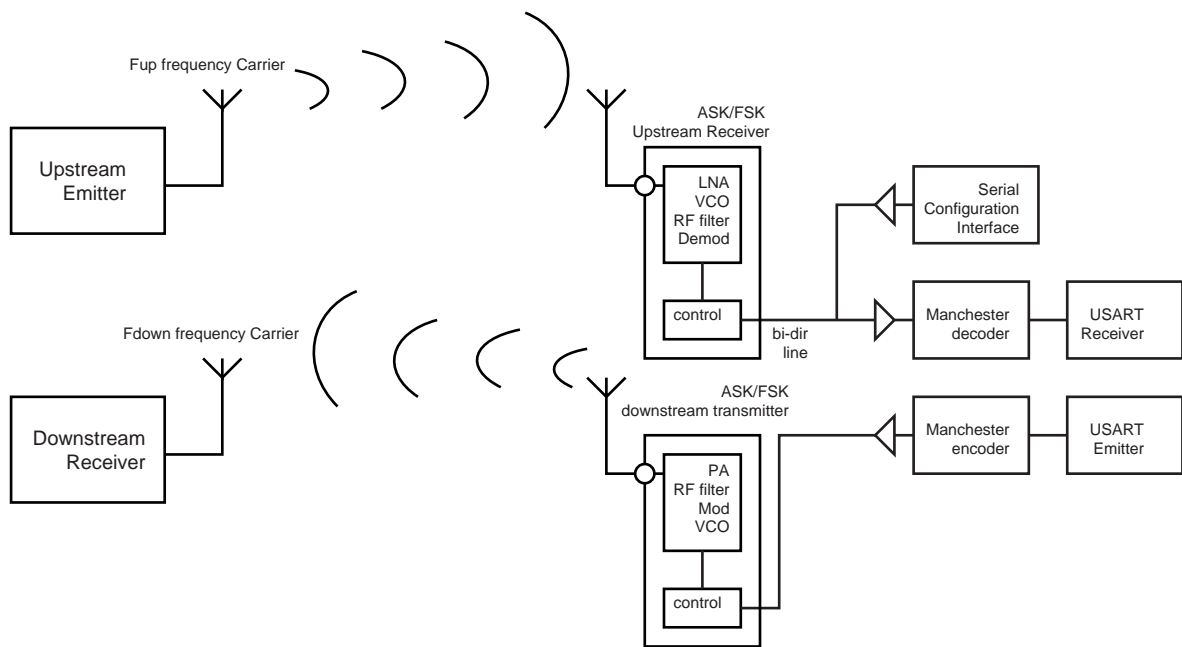 Fup frequency Carrier
Upstream
Emitter
ASK/FSK
Upstream Receiver
LNA
VCO
RF filter
Demod
control
bi-dir
line
Serial
Configuration
Interface
Manchester
decoder
USART
Receiver
Fdown frequency Carrier
Downstream
Receiver
ASK/FSK
downstream transmitter
PA
RF filter
Mod
VCO
control
Manchester
encoder
USART
Emitter